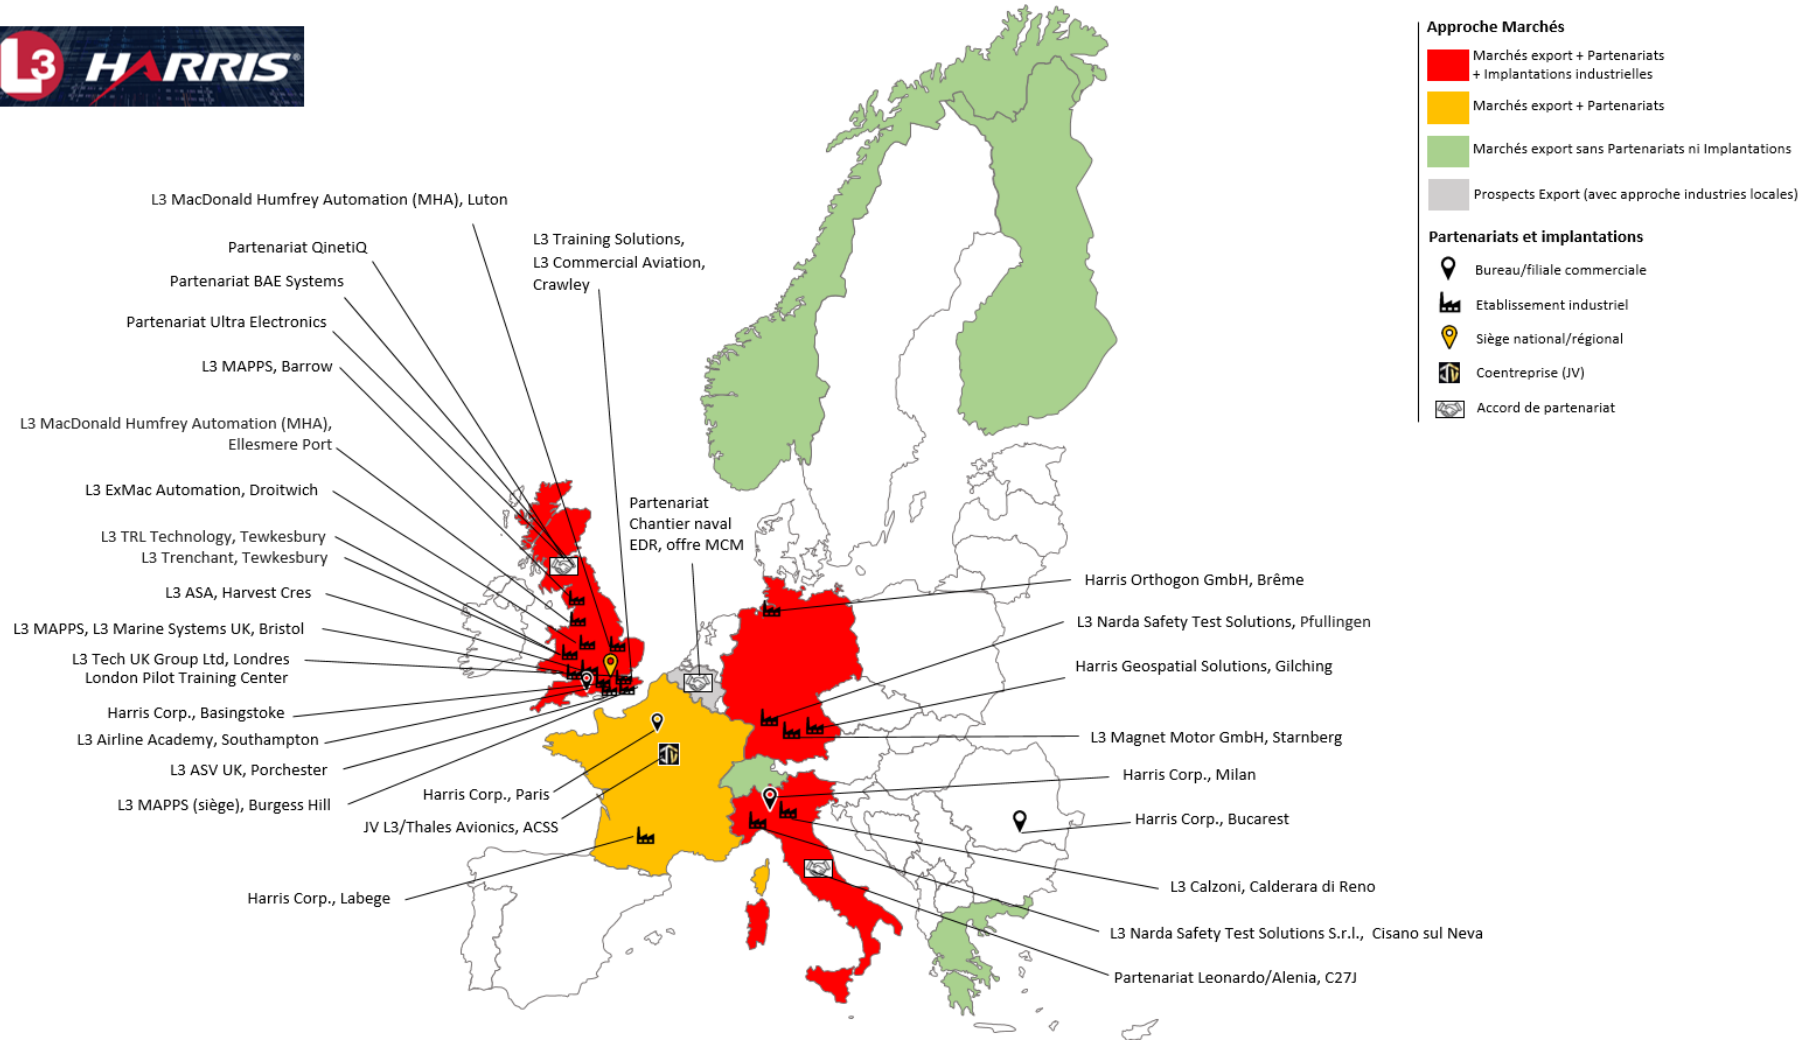 L3 HARRIS®
Approche Marchés
Marchés export + Partenariats
+ Implantations industrielles
Marchés export + Partenariats
Marchés export sans Partenariats ni Implantations
Prospects Export (avec approche industries locales)
Partenariats et implantations
Bureau/filiale commerciale
Etablissement industriel
Siège national/régional
Coentreprise (JV)
Accord de partenariat
L3 MacDonald Humfrey Automation (MHA), Luton
Partenariat QinetiQ
Partenariat BAE Systems
Partenariat Ultra Electronics
L3 MAPPS, Barrow
L3 MacDonald Humfrey Automation (MHA),
Ellesmere Port
L3 ExMac Automation, Droitwich
L3 TRL Technology, Tewkesbury
L3 Trenchant, Tewkesbury
L3 ASA, Harvest Cres
L3 MAPPS, L3 Marine Systems UK, Bristol
L3 Tech UK Group Ltd, Londres
London Pilot Training Center
Harris Corp., Basingstoke
L3 Airline Academy, Southampton
L3 ASV UK, Porchester
L3 MAPPS (siège), Burgess Hill
L3 Training Solutions,
L3 Commercial Aviation,
Crawley
Partenariat
Chantier naval
EDR, offre MCM
Harris Corp., Paris
JV L3/Thales Avionics, ACSS
Harris Corp., Labege
Harris Orthogon GmbH, Brême
L3 Narda Safety Test Solutions, Pfullingen
Harris Geospatial Solutions, Gilching
L3 Magnet Motor GmbH, Starnberg
Harris Corp., Milan
Harris Corp., Bucarest
L3 Calzoni, Calderara di Reno
L3 Narda Safety Test Solutions S.r.l., Cisano sul Neva
Partenariat Leonardo/Alenia, C27J